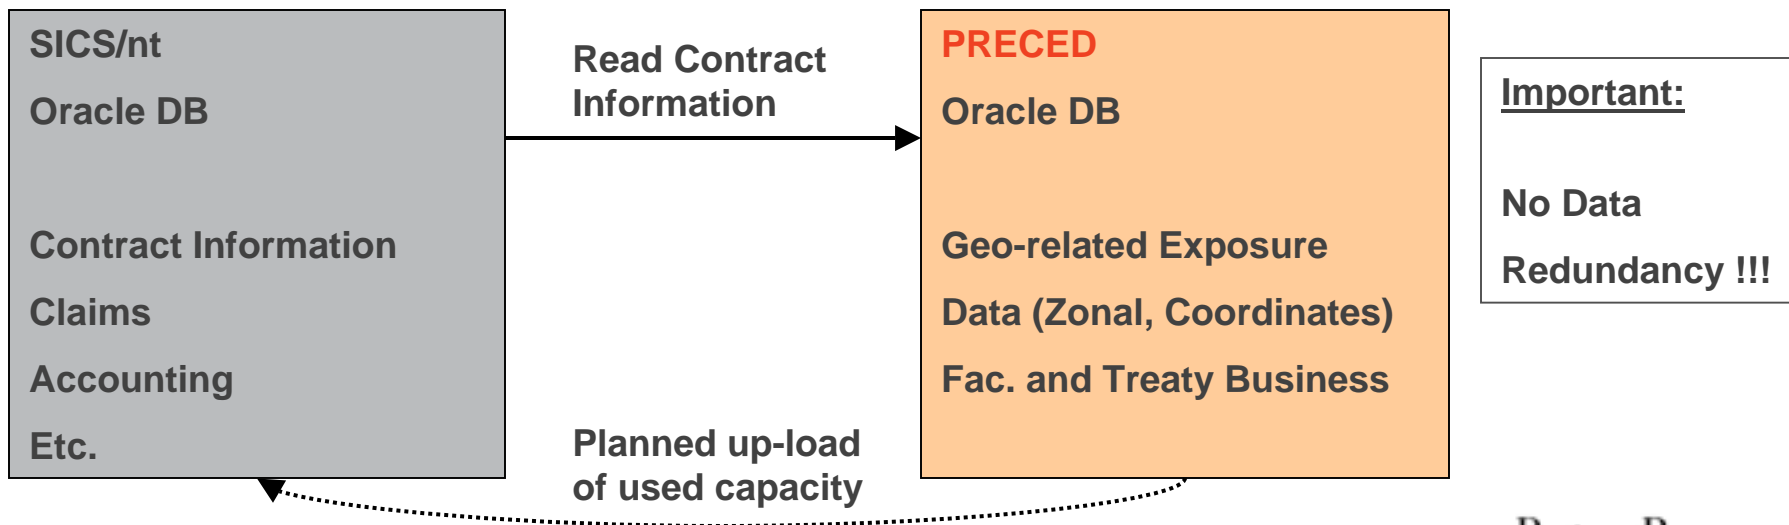 SICS/nt
Oracle DB
Contract Information
Claims
Accounting
Etc.
Read Contract
Information
Planned up-load
of used capacity
PRECED
Oracle DB
Geo-related Exposure
Data (Zonal, Coordinates)
Fac. and Treaty Business
Important:
No Data
Redundancy !!!